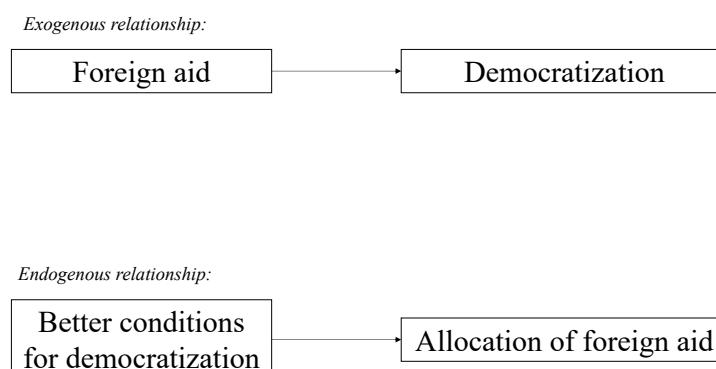 Exogenous relationship:
Foreign aid
Democratization
Endogenous relationship:
Better conditions
for democratization
Allocation of foreign aid